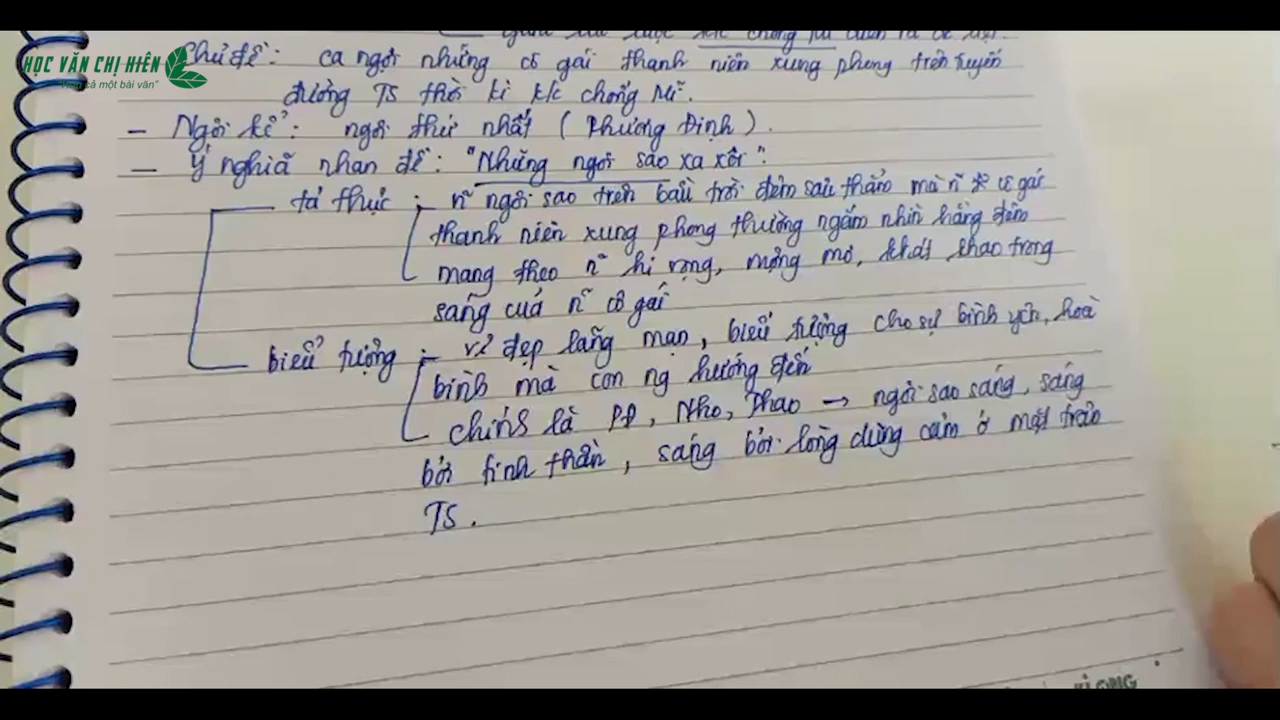 HỌC VĂN CHỊ HIÊN
Chủ đề: ca ngợi những cô gái thanh niên xung phong trên tuyến
đường TS thời kì k/c chống Mĩ.
- Ngôi kể: ngôi thứ nhất (Phương Định).
- Ý nghĩa nhan đề: "Những ngôi sao xa xôi".
tả thực: - n~ ngôi sao trên bầu trời đêm sâu thẳm mà n~ cô gái
thanh niên xung phong thường ngắm nhìn hằng đêm
- mang theo n~ hi vọng, mộng mơ, khát khao trong
sáng của n~ cô gái
biểu tượng: - vẻ đẹp lãng mạn, biểu tượng cho sự bình yên, hoà
bình mà con ng hướng đến
- chính là PĐ, Nho, Thao → ngôi sao sáng, sáng
bởi tinh thần, sáng bởi lòng dũng cảm ở mặt trận
TS.